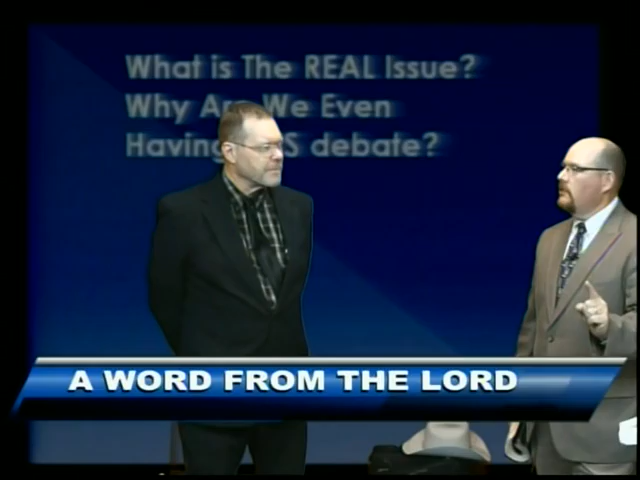 What is The REAL Issue?
Why We Even
Having debate?
A WORD FROM THE LORD